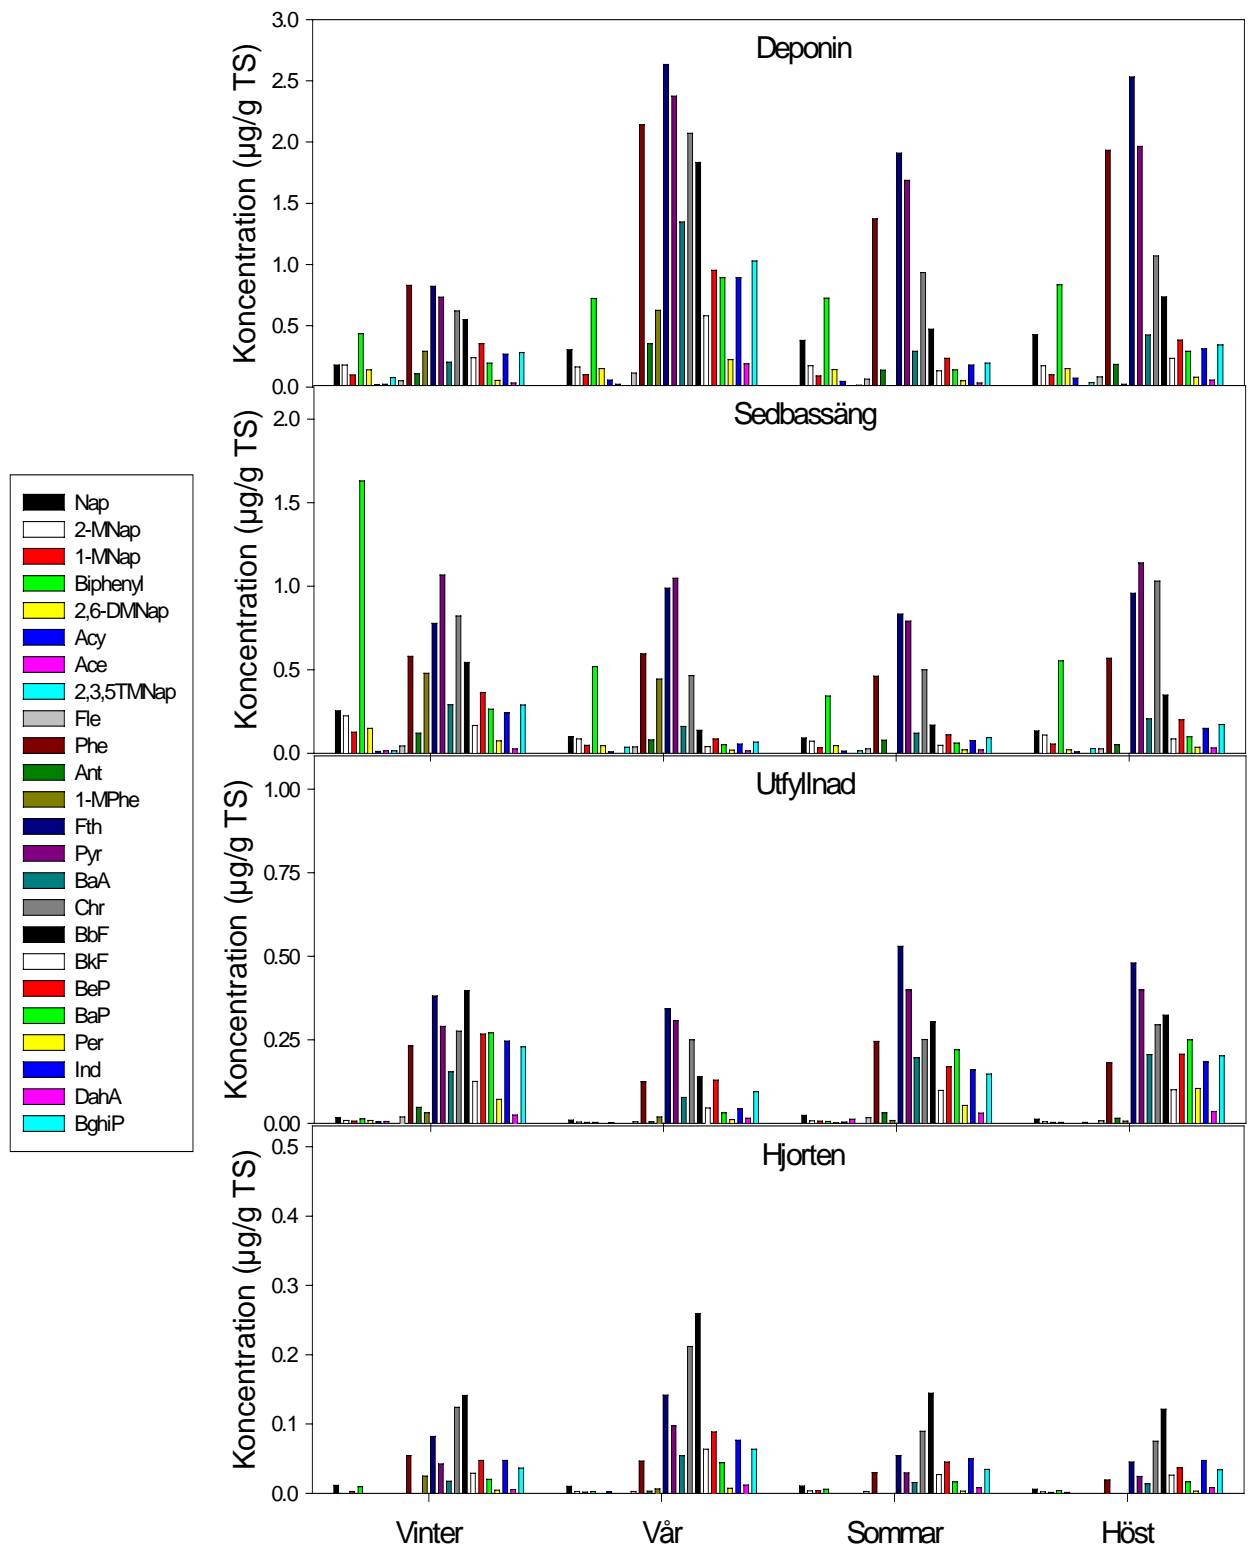 Deponin
Koncentration (µg/g TS)
3.0
2.5
2.0
1.5
1.0
0.5
0.0
Sedbassäng
Koncentration (µg/g TS)
2.0
1.5
1.0
0.5
0.0
Utfyllnad
Koncentration (µg/g TS)
1.00
0.75
0.50
0.25
0.00
Hjorten
Koncentration (µg/g TS)
0.5
0.4
0.3
0.2
0.1
0.0
Vinter Vår Sommar Höst
Nap
2-MNap
1-MNap
Biphenyl
2,6-DMNap
Acy
Ace
2,3,5TMNap
Fle
Phe
Ant
1-MPhe
Fth
Pyr
BaA
Chr
BbF
BkF
BeP
BaP
Per
Ind
DahA
BghiP